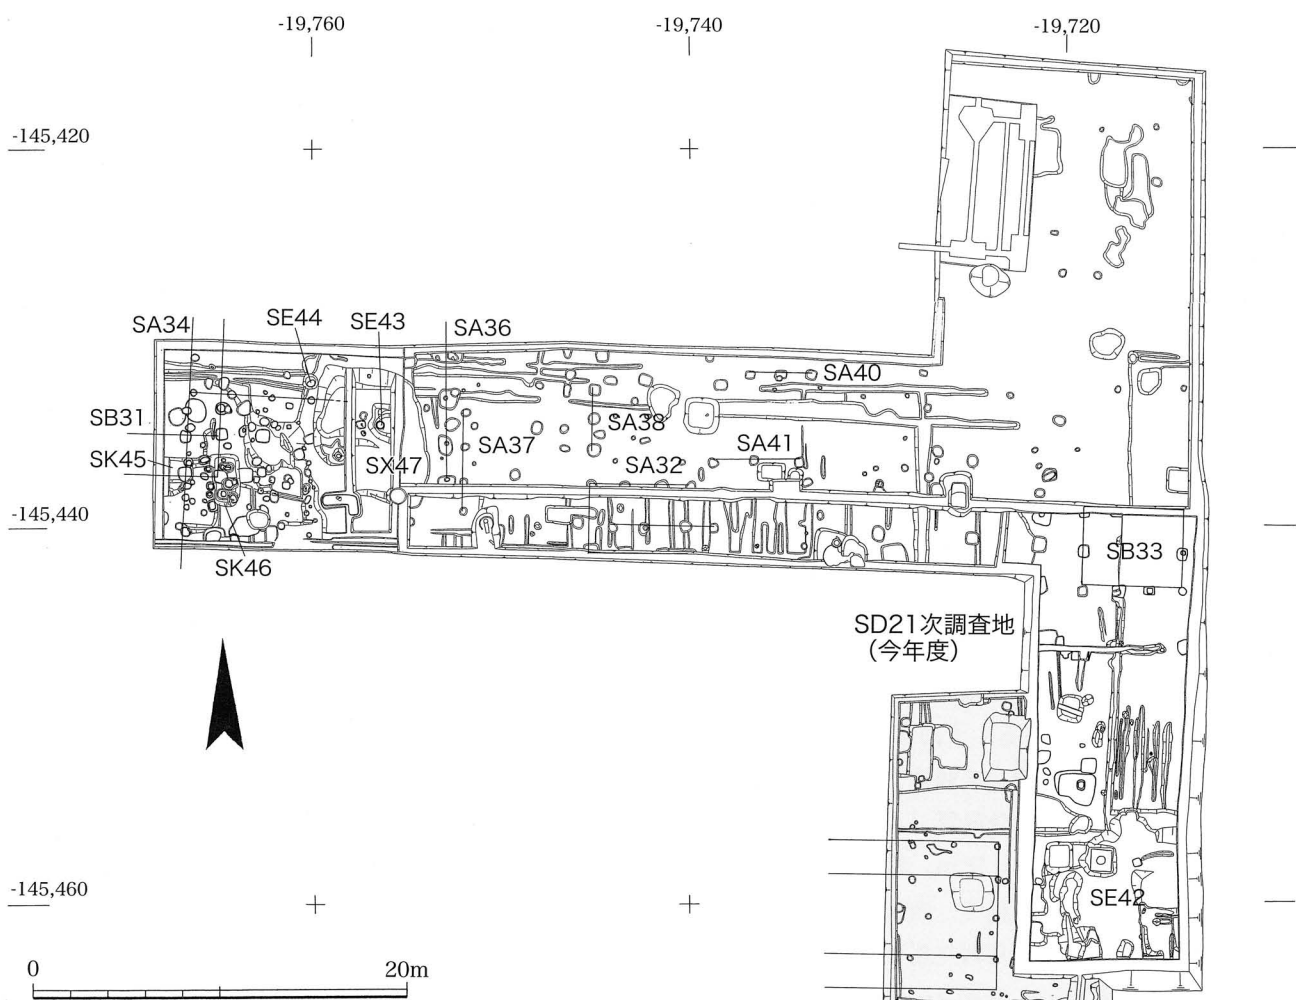 -19,760
-19,740
-19,720
-145,420
SA34
SE44
SE43
SA36
SA40
SB31
SA38
SA37
SA41
SK45
SX47
SA32
-145,440
SB33
SK46
SD21次調査地
(今年度)
-145,460
SE42
0
20m